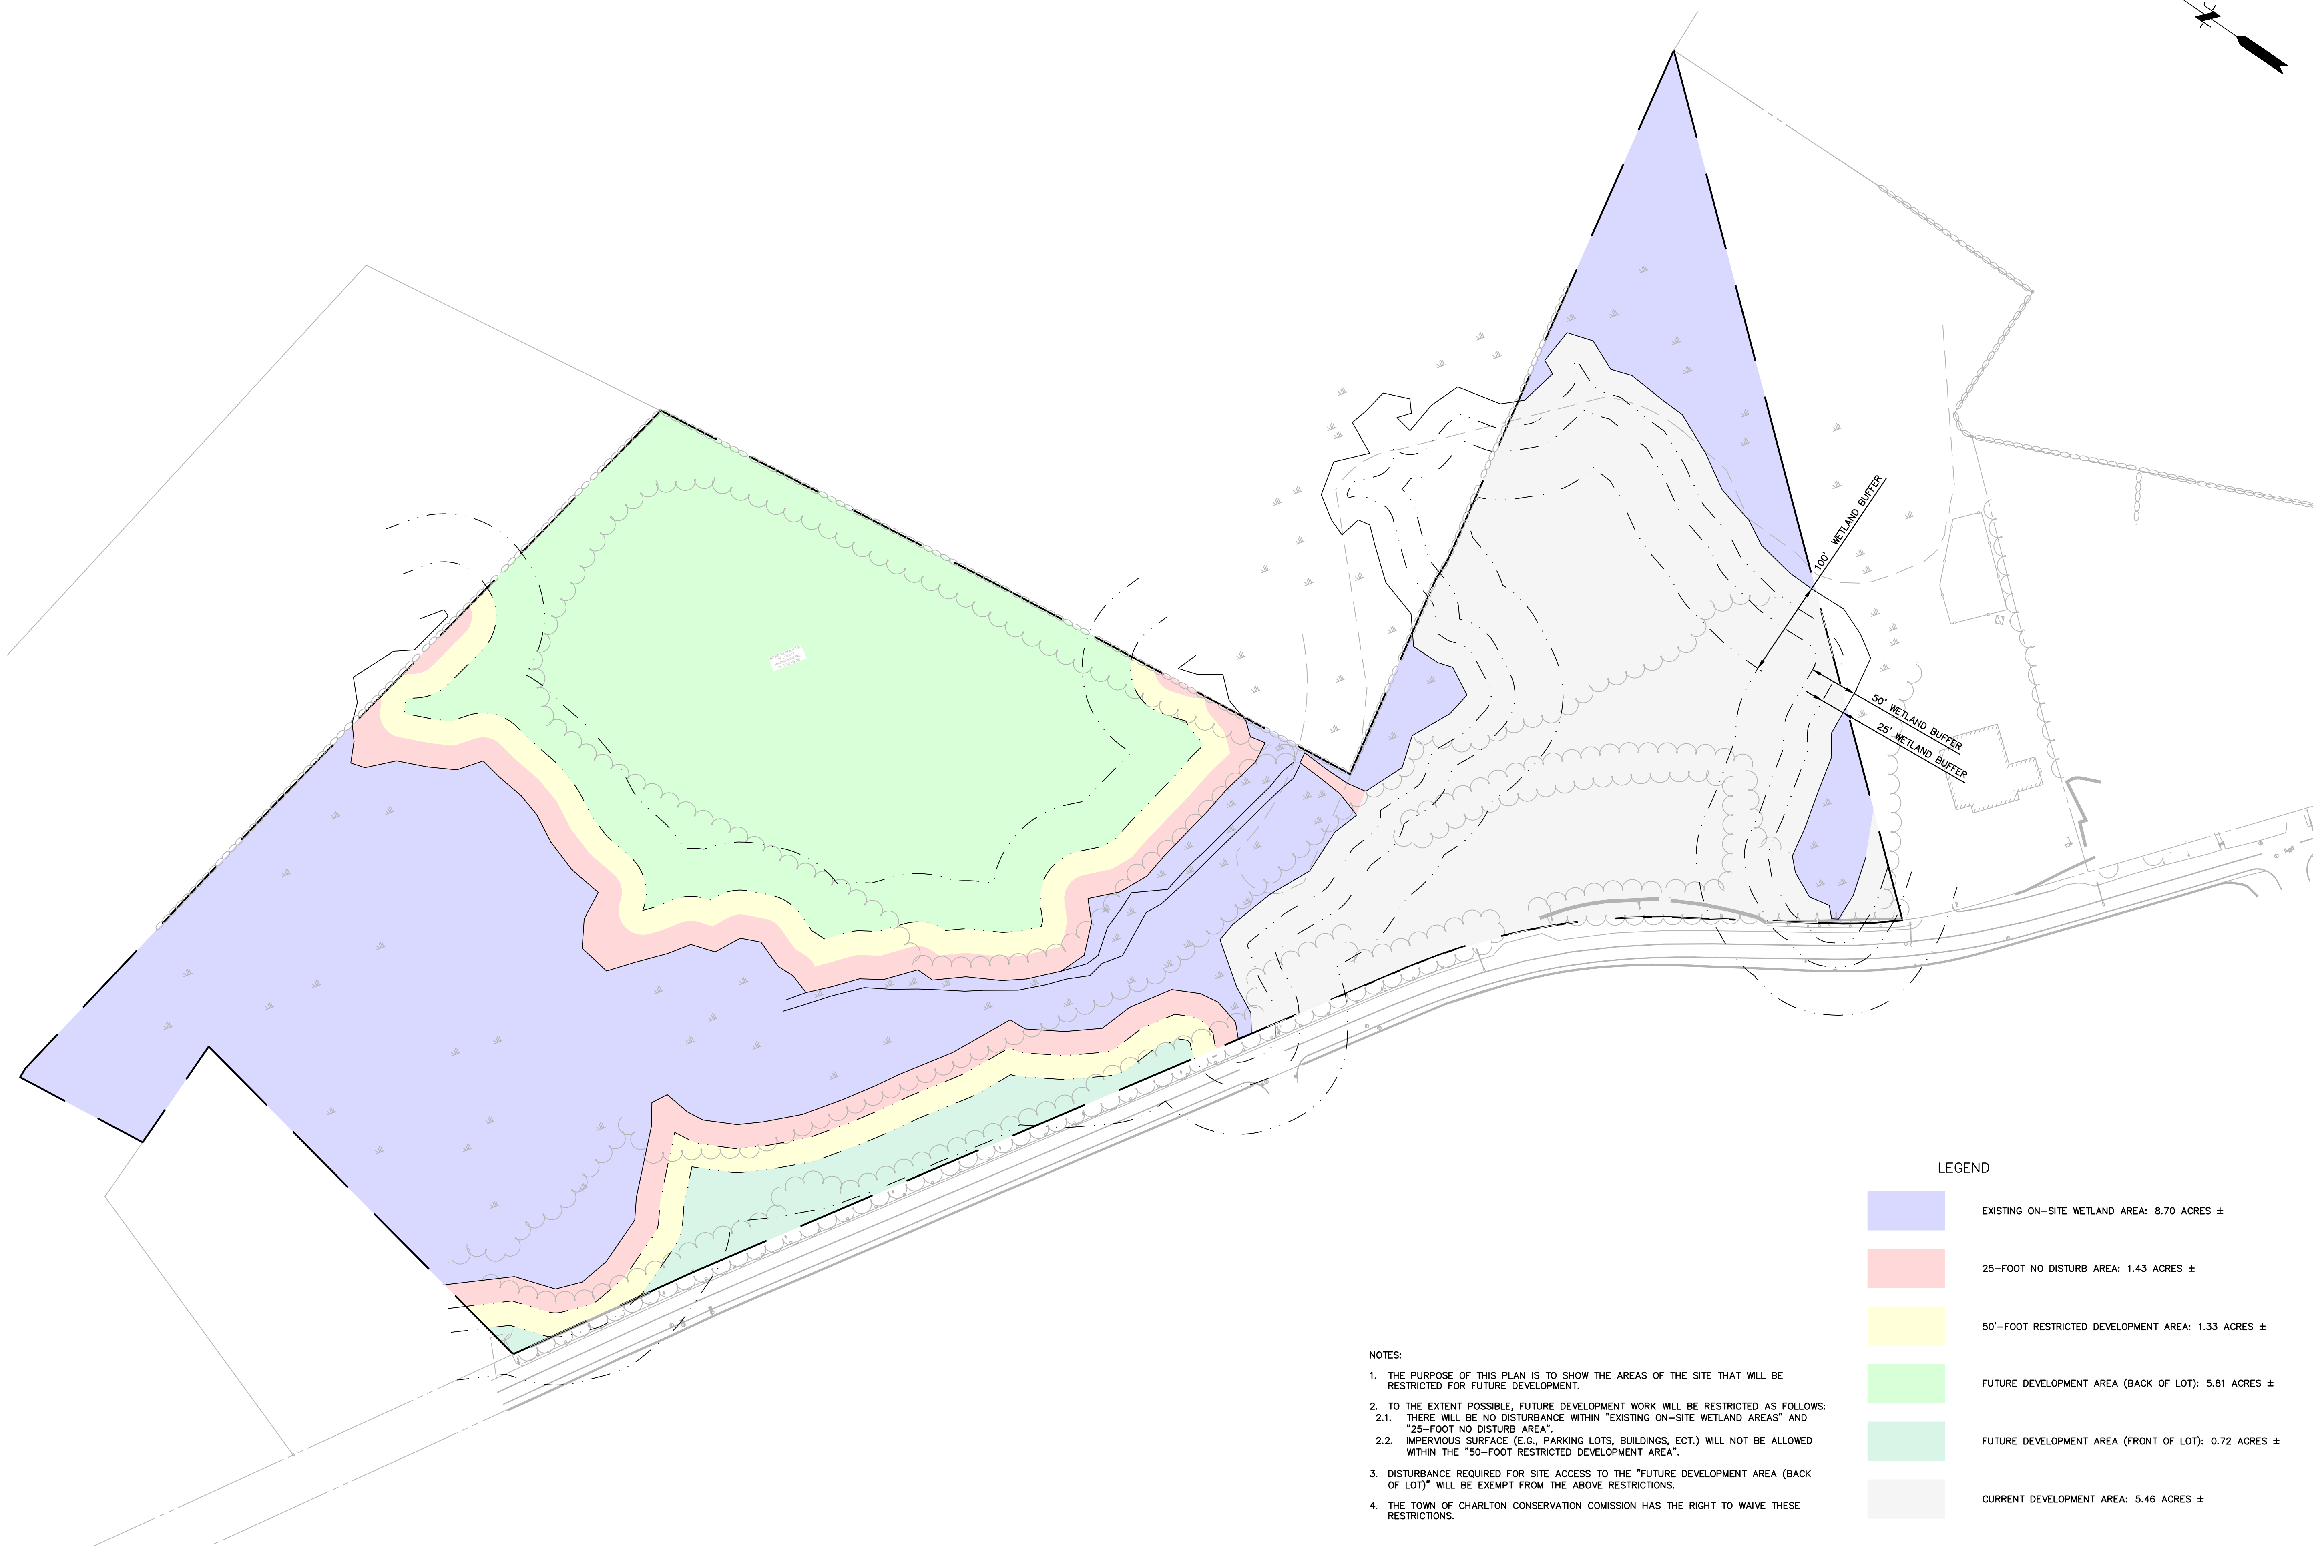 N
100' WETLAND BUFFER
50' WETLAND BUFFER
25' WETLAND BUFFER
LEGEND
EXISTING ON-SITE WETLAND AREA: 8.70 ACRES ±
25-FOOT NO DISTURB AREA: 1.43 ACRES ±
50'-FOOT RESTRICTED DEVELOPMENT AREA: 1.33 ACRES ±
FUTURE DEVELOPMENT AREA (BACK OF LOT): 5.81 ACRES ±
FUTURE DEVELOPMENT AREA (FRONT OF LOT): 0.72 ACRES ±
CURRENT DEVELOPMENT AREA: 5.46 ACRES ±
NOTES:
1. THE PURPOSE OF THIS PLAN IS TO SHOW THE AREAS OF THE SITE THAT WILL BE
RESTRICTED FOR FUTURE DEVELOPMENT.
2. TO THE EXTENT POSSIBLE, FUTURE DEVELOPMENT WORK WILL BE RESTRICTED AS FOLLOWS:
2.1. THERE WILL BE NO DISTURBANCE WITHIN "EXISTING ON-SITE WETLAND AREAS" AND
"25-FOOT NO DISTURB AREA".
2.2. IMPERVIOUS SURFACE (E.G., PARKING LOTS, BUILDINGS, ECT.) WILL NOT BE ALLOWED
WITHIN THE "50-FOOT RESTRICTED DEVELOPMENT AREA".
3. DISTURBANCE REQUIRED FOR SITE ACCESS TO THE "FUTURE DEVELOPMENT AREA (BACK
OF LOT)" WILL BE EXEMPT FROM THE ABOVE RESTRICTIONS.
4. THE TOWN OF CHARLTON CONSERVATION COMISSION HAS THE RIGHT TO WAIVE THESE
RESTRICTIONS.